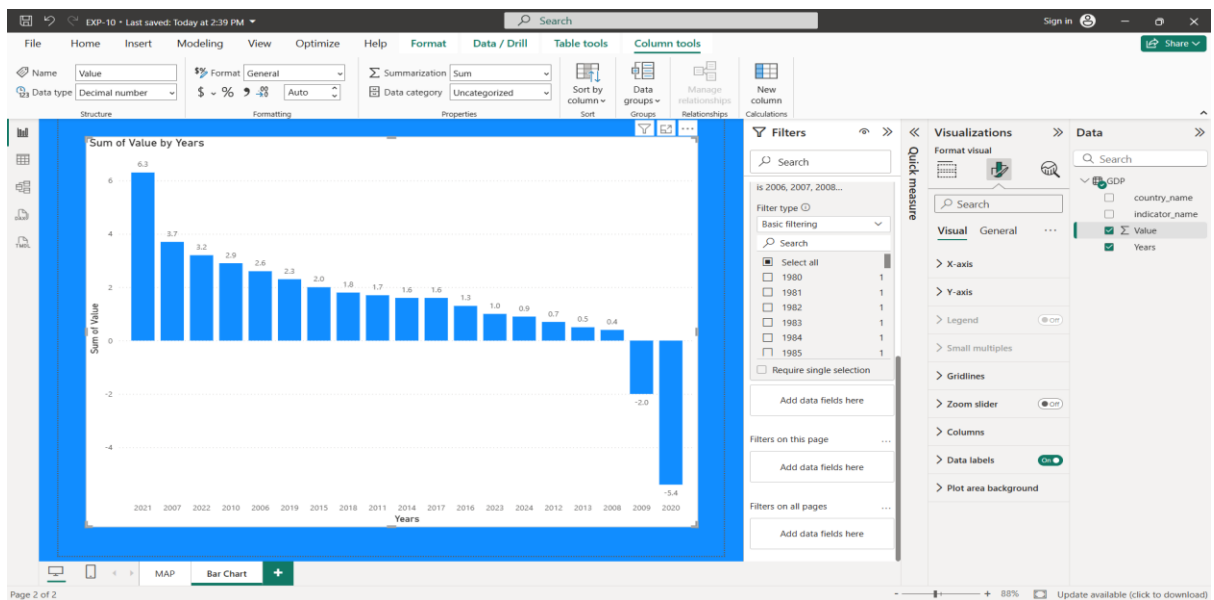 EXP-10 • Last saved: Today at 2:39 PM
Search
Sign in
File Home Insert Modeling View Optimize Help Format Data / Drill Table tools Column tools
Share
Name Value
$% Format General
Σ Summarization Sum
Sort by column
Data groups
Manage relationships
New column
Data type Decimal number
$ % Auto
Data category Uncategorized
Structure Formatting Properties Sort Groups Relationships Calculations
Sum of Value by Years
6.3
3.7
3.2
2.9
2.6
2.3
2.0
1.8
1.7
1.6
1.6
1.3
1.0
0.9
0.7
0.5
0.4
-2.0
-5.4
6
4
2
0
-2
-4
Sum of Value
2021 2007 2022 2010 2006 2019 2015 2018 2011 2014 2017 2016 2023 2024 2012 2013 2008 2009 2020
Years
Filters
Search
is 2006, 2007, 2008...
Filter type
Basic filtering
Search
Select all
1980 1
1981 1
1982 1
1983 1
1984 1
1985 1
Require single selection
Add data fields here
Filters on this page ...
Add data fields here
Filters on all pages ...
Add data fields here
Quick measure
Visualizations
Format visual
Search
Visual General ...
X-axis
Y-axis
Legend Off
Small multiples
Gridlines
Zoom slider Off
Columns
Data labels On
Plot area background
Data
Search
GDP
country_name
indicator_name
Σ Value
Years
MAP Bar Chart +
Page 2 of 2
- + 88%
Update available (click to download)